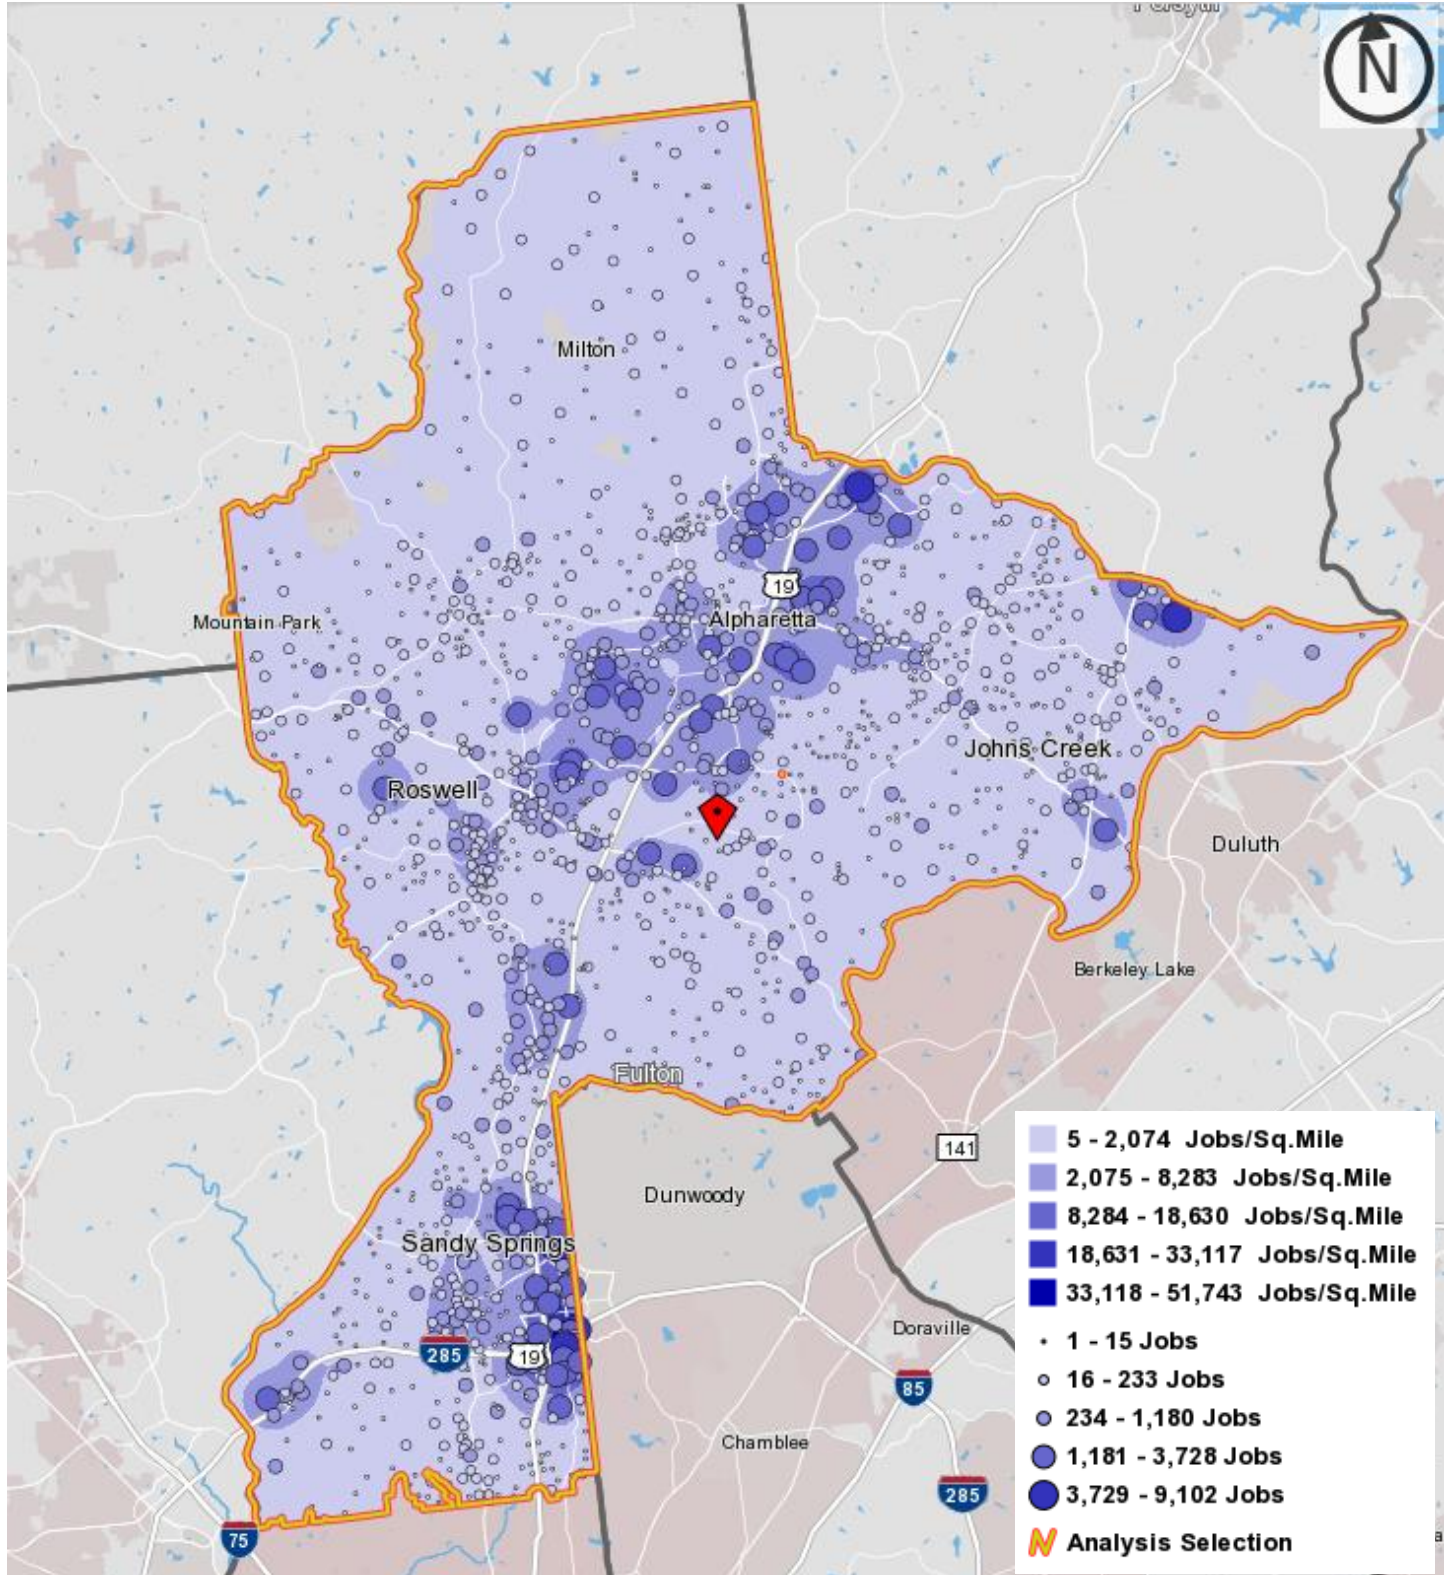 N
Milton
19
Alpharetta
Mountain Park
Johns Creek
Roswell
Duluth
Berkeley Lake
Fulton
5 - 2,074 Jobs/Sq.Mile
141
2,075 - 8,283 Jobs/Sq.Mile
Dunwoody
8,284 - 18,630 Jobs/Sq.Mile
Sandy Springs
18,631 - 33,117 Jobs/Sq.Mile
33,118 - 51,743 Jobs/Sq.Mile
Doraville
1 - 15 Jobs
285
19
16 - 233 Jobs
85
234 - 1,180 Jobs
Chamblee
1,181 - 3,728 Jobs
285
3,729 - 9,102 Jobs
75
Analysis Selection